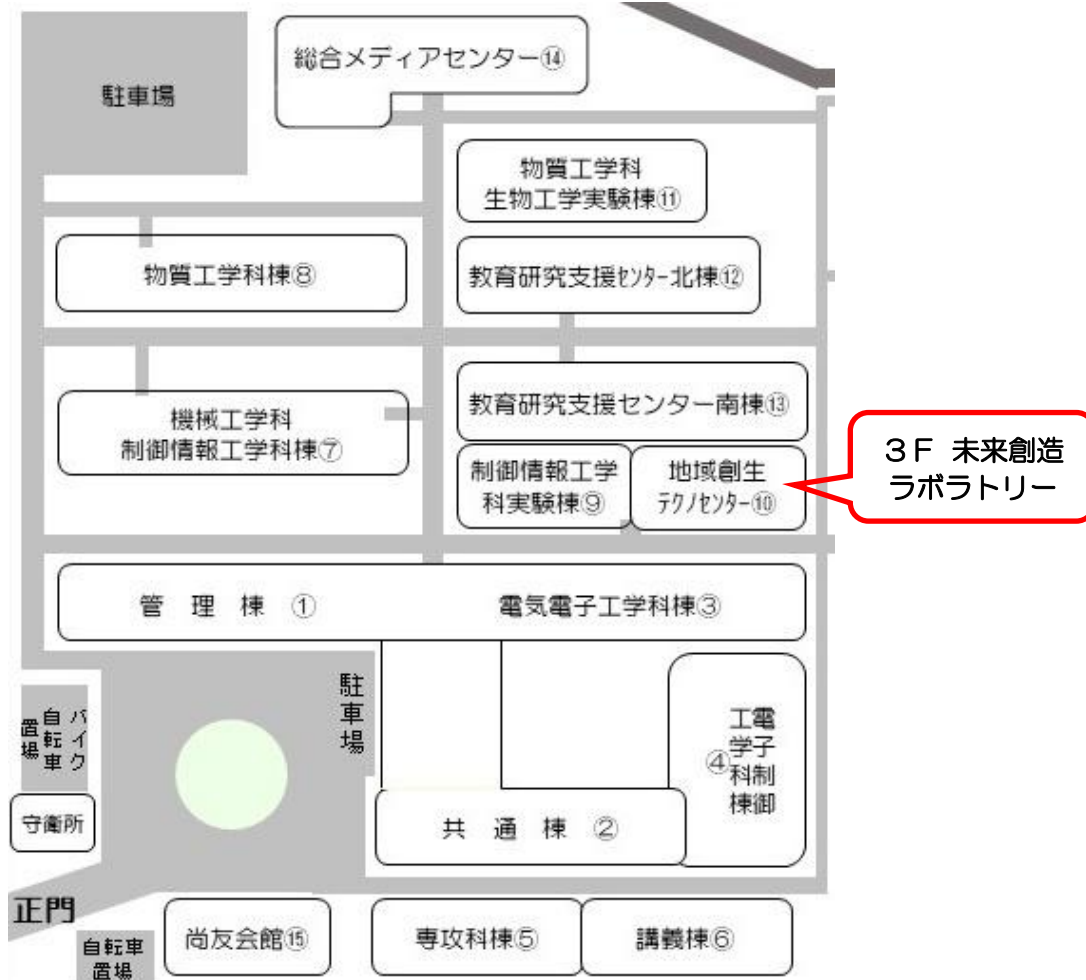 総合メディアセンター⑭
駐車場
物質工学科
生物工学実験棟⑪
物質工学科棟⑧
教育研究支援ｾﾝﾀｰ北棟⑫
機械工学科
制御情報工学科棟⑦
教育研究支援センター南棟⑬
制御情報工学
科実験棟⑨
地域創生
ﾃｸﾉｾﾝﾀｰ⑩
３Ｆ 未来創造
ラボラトリー
管 理 棟 ①
電気電子工学科棟③
駐車場
バイク
自転車
置場
電子制御
工学科棟
④
守衛所
共 通 棟 ②
正門
自転車
置場
尚友会館⑮
専攻科棟⑤
講義棟⑥